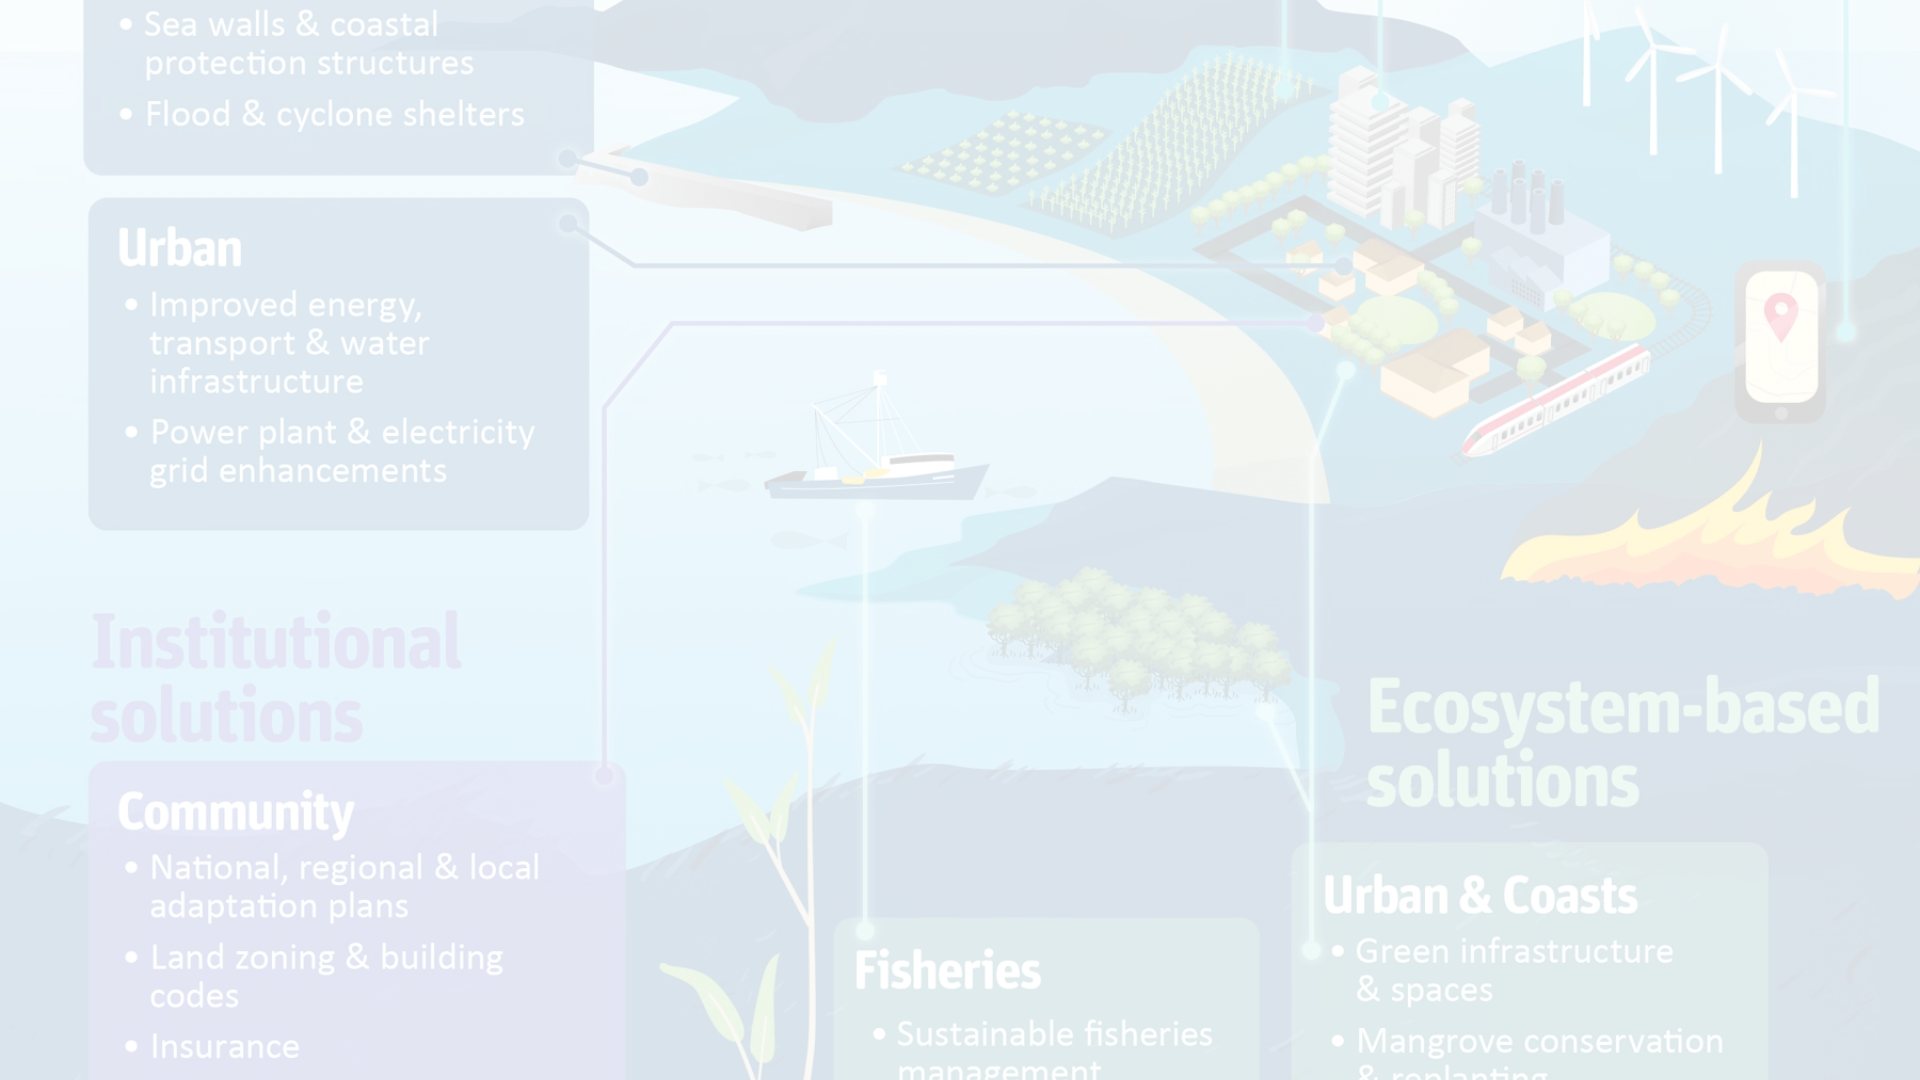 • Sea walls & coastal
protection structures
• Flood & cyclone shelters
Urban
• Improved energy,
transport & water
infrastructure
• Power plant & electricity
grid enhancements
Institutional
solutions
Community
• National, regional & local
adaptation plans
• Land zoning & building
codes
• Insurance
Fisheries
• Sustainable fisheries
management
Ecosystem-based
solutions
Urban & Coasts
• Green infrastructure
& spaces
• Mangrove conservation
& replanting